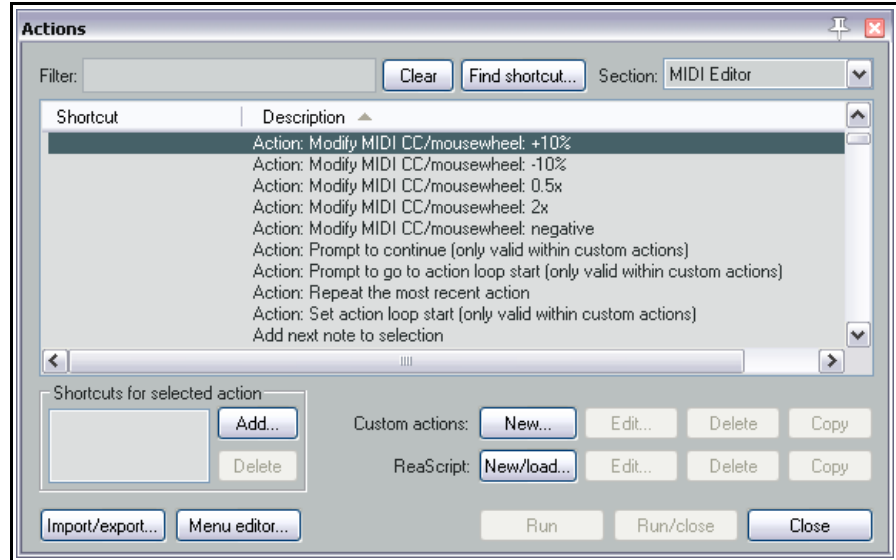 Actions
Filter: Clear Find shortcut... Section: MIDI Editor
Shortcut Description
Action: Modify MIDI CC/mousewheel: +10%
Action: Modify MIDI CC/mousewheel: -10%
Action: Modify MIDI CC/mousewheel: 0.5x
Action: Modify MIDI CC/mousewheel: 2x
Action: Modify MIDI CC/mousewheel: negative
Action: Prompt to continue (only valid within custom actions)
Action: Prompt to go to action loop start (only valid within custom actions)
Action: Repeat the most recent action
Action: Set action loop start (only valid within custom actions)
Add next note to selection
Shortcuts for selected action
Add... Custom actions: New... Edit... Delete Copy
Delete ReaScript: New/load... Edit... Delete Copy
Import/export... Menu editor... Run Run/close Close